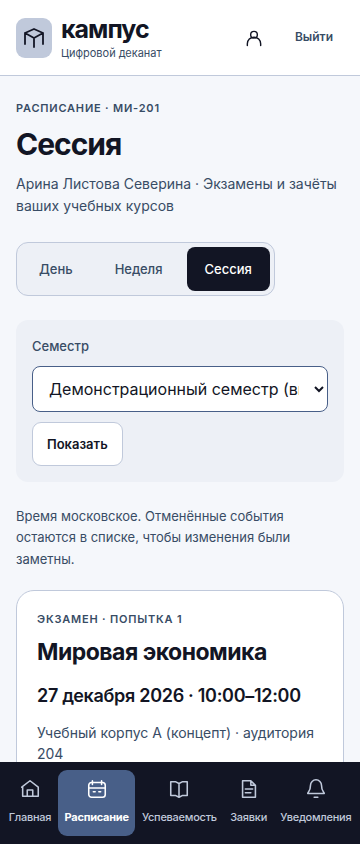 кампус
Цифровой деканат
Выйти
РАСПИСАНИЕ · МИ-201
Сессия
Арина Листова Северина · Экзамены и зачёты
ваших учебных курсов
День
Неделя
Сессия
Семестр
Демонстрационный семестр (в
Показать
Время московское. Отменённые события
остаются в списке, чтобы изменения были
заметны.
ЭКЗАМЕН · ПОПЫТКА 1
Мировая экономика
27 декабря 2026 · 10:00–12:00
Учебный корпус А (концепт) · аудитория
204
Главная
Расписание
Успеваемость
Заявки
Уведомления